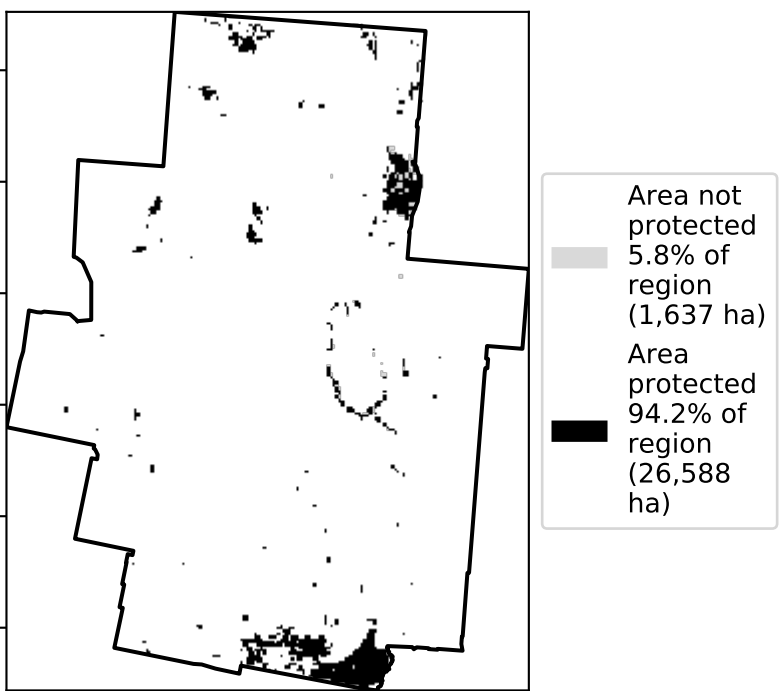 Area not
protected
5.8% of
region
(1,637 ha)
Area
protected
94.2% of
region
(26,588
ha)